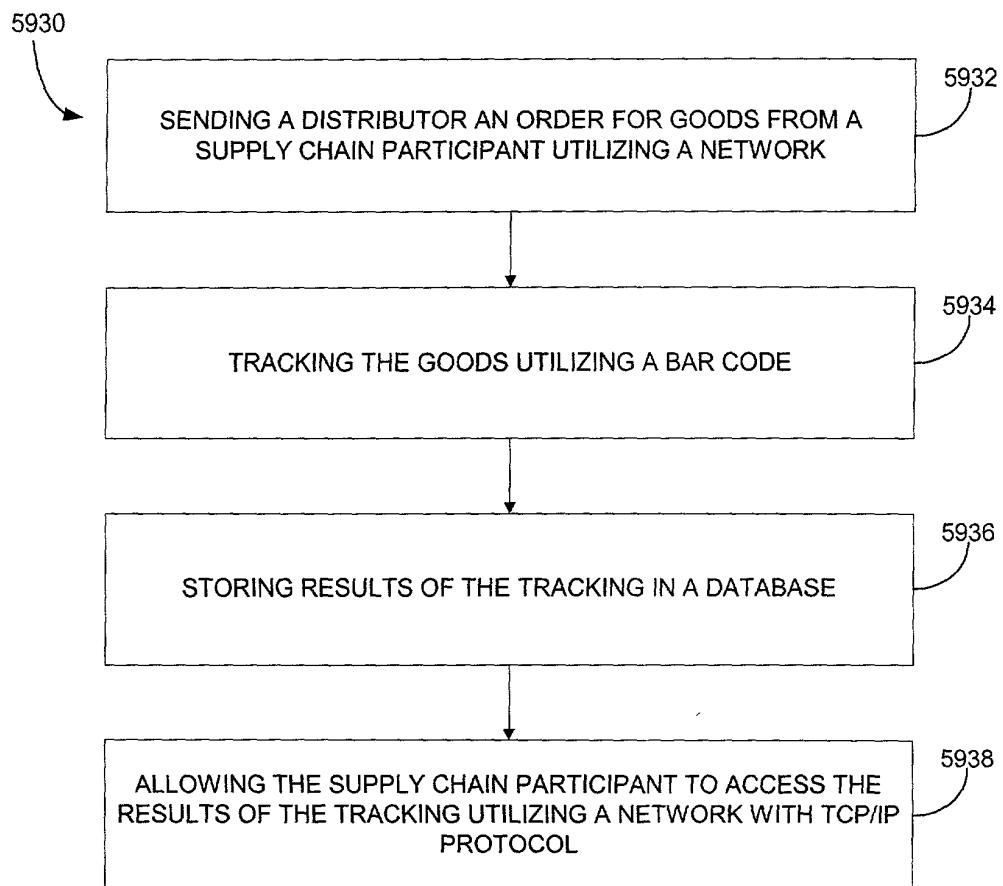 5930
5932
SENDING A DISTRIBUTOR AN ORDER FOR GOODS FROM A
SUPPLY CHAIN PARTICIPANT UTILIZING A NETWORK
5934
TRACKING THE GOODS UTILIZING A BAR CODE
5936
STORING RESULTS OF THE TRACKING IN A DATABASE
5938
ALLOWING THE SUPPLY CHAIN PARTICIPANT TO ACCESS THE
RESULTS OF THE TRACKING UTILIZING A NETWORK WITH TCP/IP
PROTOCOL